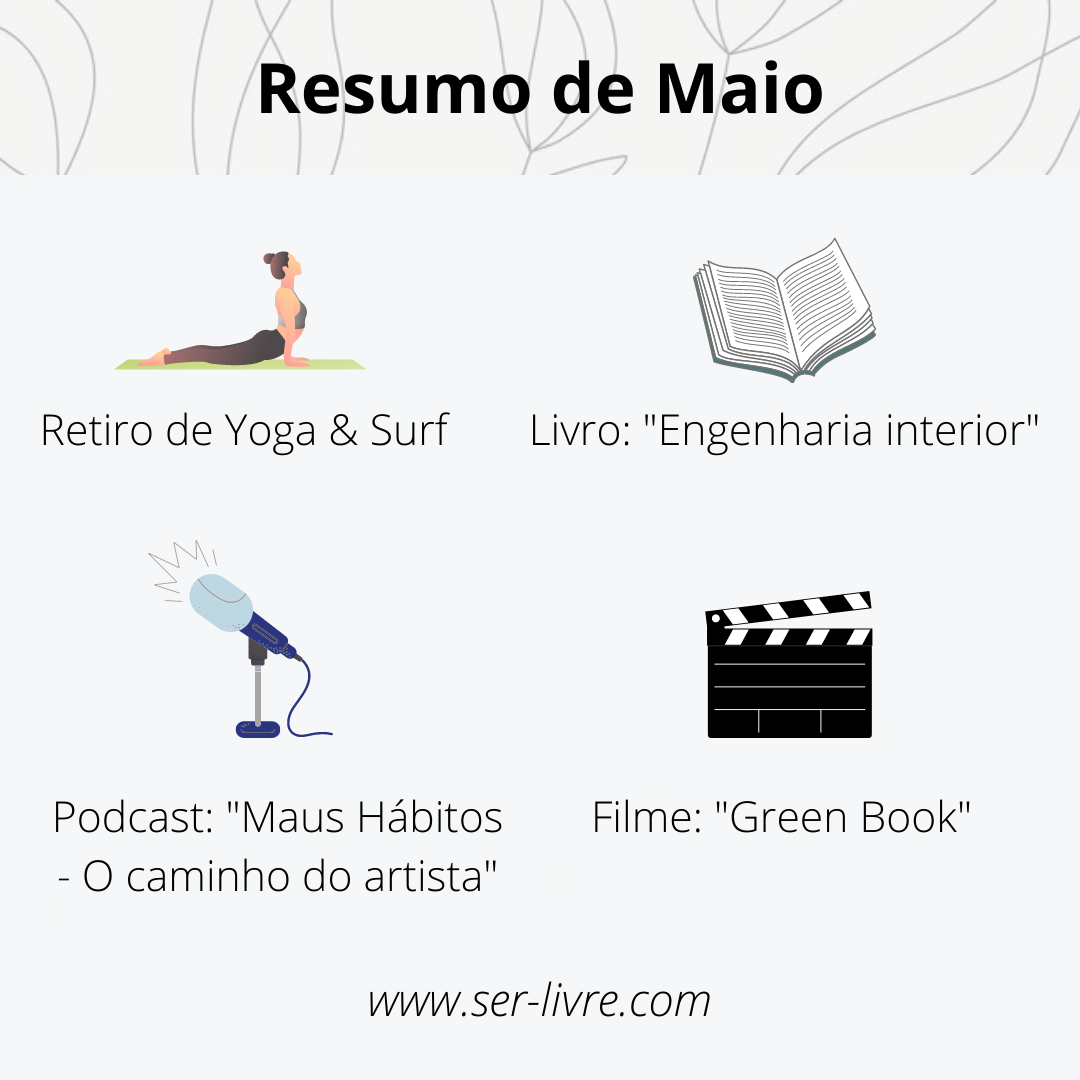 Resumo de Maio
Retiro de Yoga & Surf
Livro: "Engenharia interior"
Podcast: "Maus Hábitos
- O caminho do artista"
Filme: "Green Book"
www.ser-livre.com